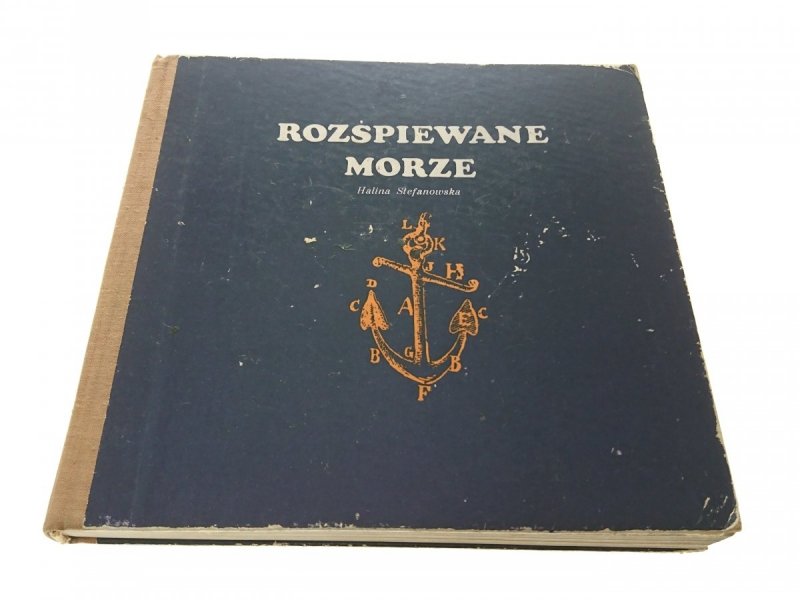 ROZŚPIEWANE
MORZE
Halina Stefanowska
L
K
J H
D
C A E C
B G B
F